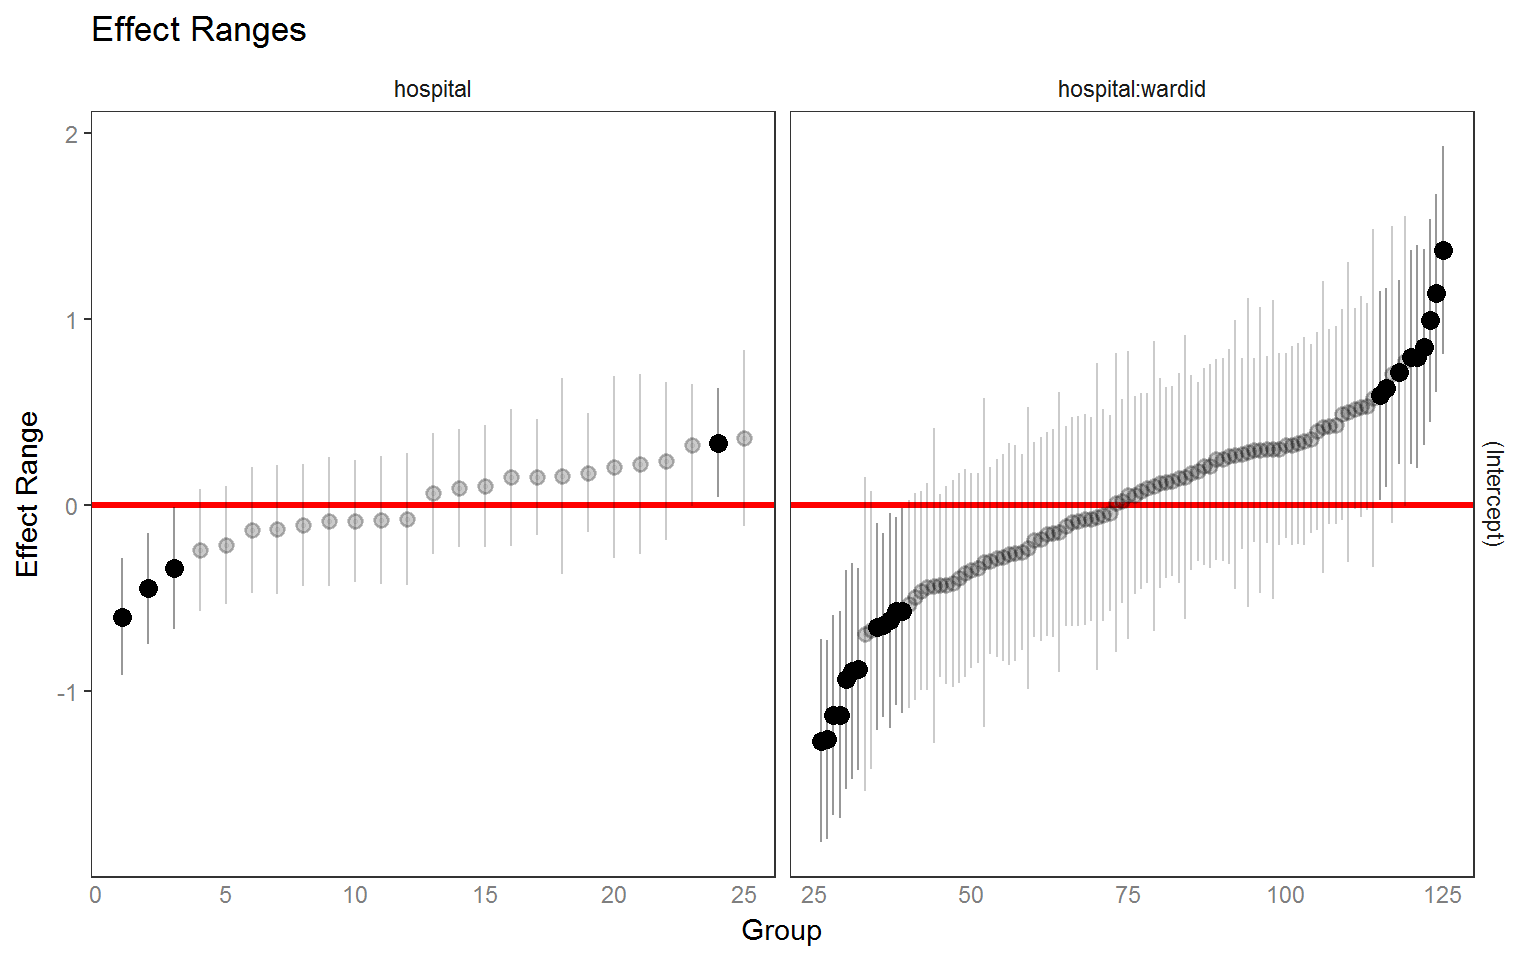 Effect Ranges
hospital
hospital:wardid
Effect Range
2
1
0
-1
(Intercept)
0 5 10 15 20 25
25 50 75 100 125
Group